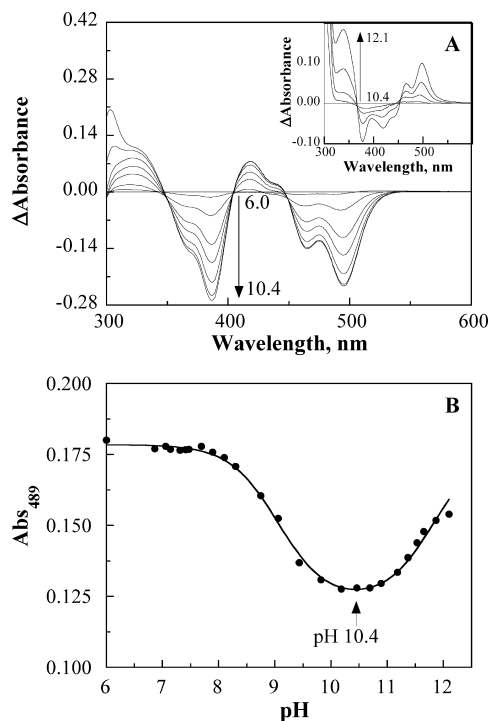 A
ΔAbsorbance
0.42
0.28
0.14
0.00
-0.14
-0.28
300
400
500
600
Wavelength, nm
6.0
10.4
ΔAbsorbance
0.10
0.00
-0.10
12.1
10.4
300
400
500
Wavelength, nm
B
Abs489
0.200
0.175
0.150
0.125
0.100
pH 10.4
6 7 8 9 10 11 12
pH